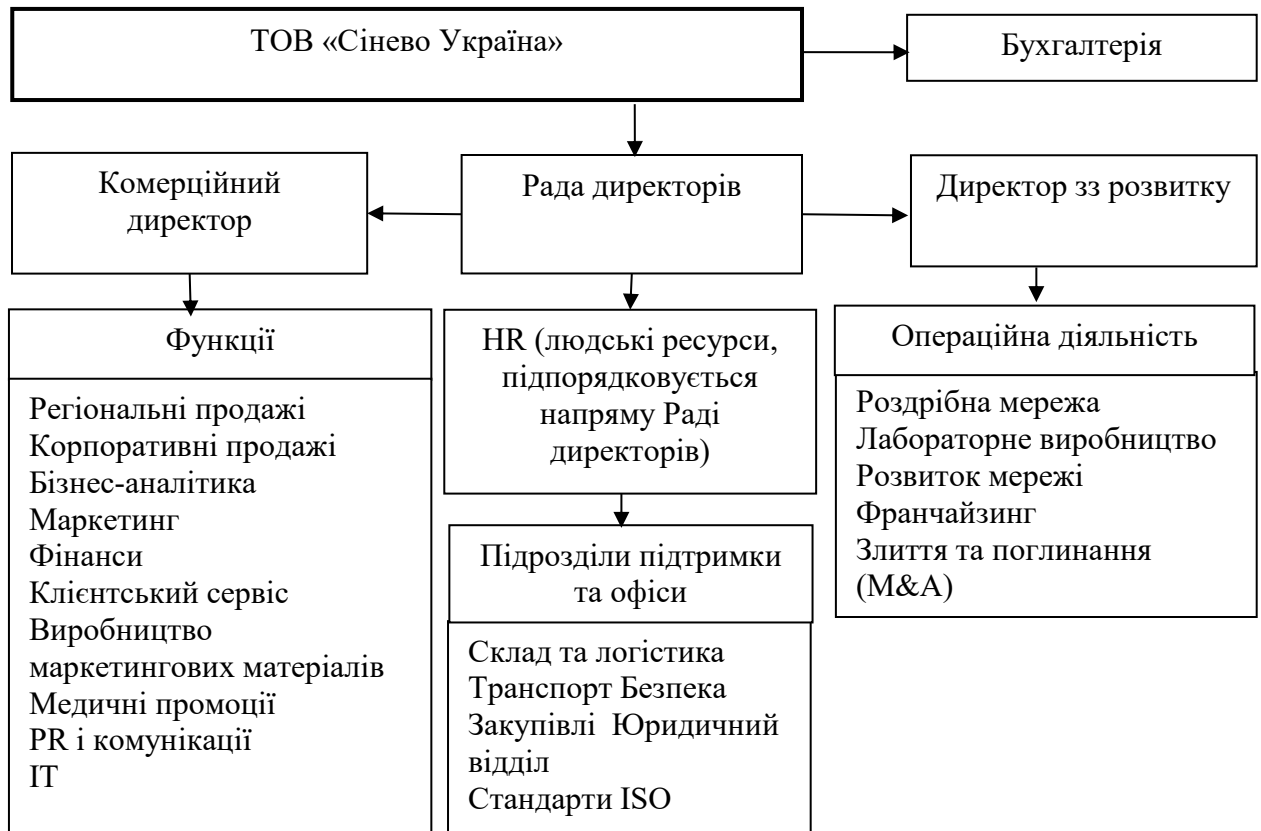 ТОВ «Сінево Україна»
Бухгалтерія
Комерційний
директор
Рада директорів
Директор зз розвитку
Функції
Регіональні продажі
Корпоративні продажі
Бізнес-аналітика
Маркетинг
Фінанси
Клієнтський сервіс
Виробництво
маркетингових матеріалів
Медичні промоції
PR і комунікації
ІТ
HR (людські ресурси,
підпорядковується
напряму Раді
директорів)
Підрозділи підтримки
та офіси
Склад та логістика
Транспорт Безпека
Закупівлі Юридичний
відділ
Стандарти ISO
Операційна діяльність
Роздрібна мережа
Лабораторне виробництво
Розвиток мережі
Франчайзинг
Злиття та поглинання
(M&A)